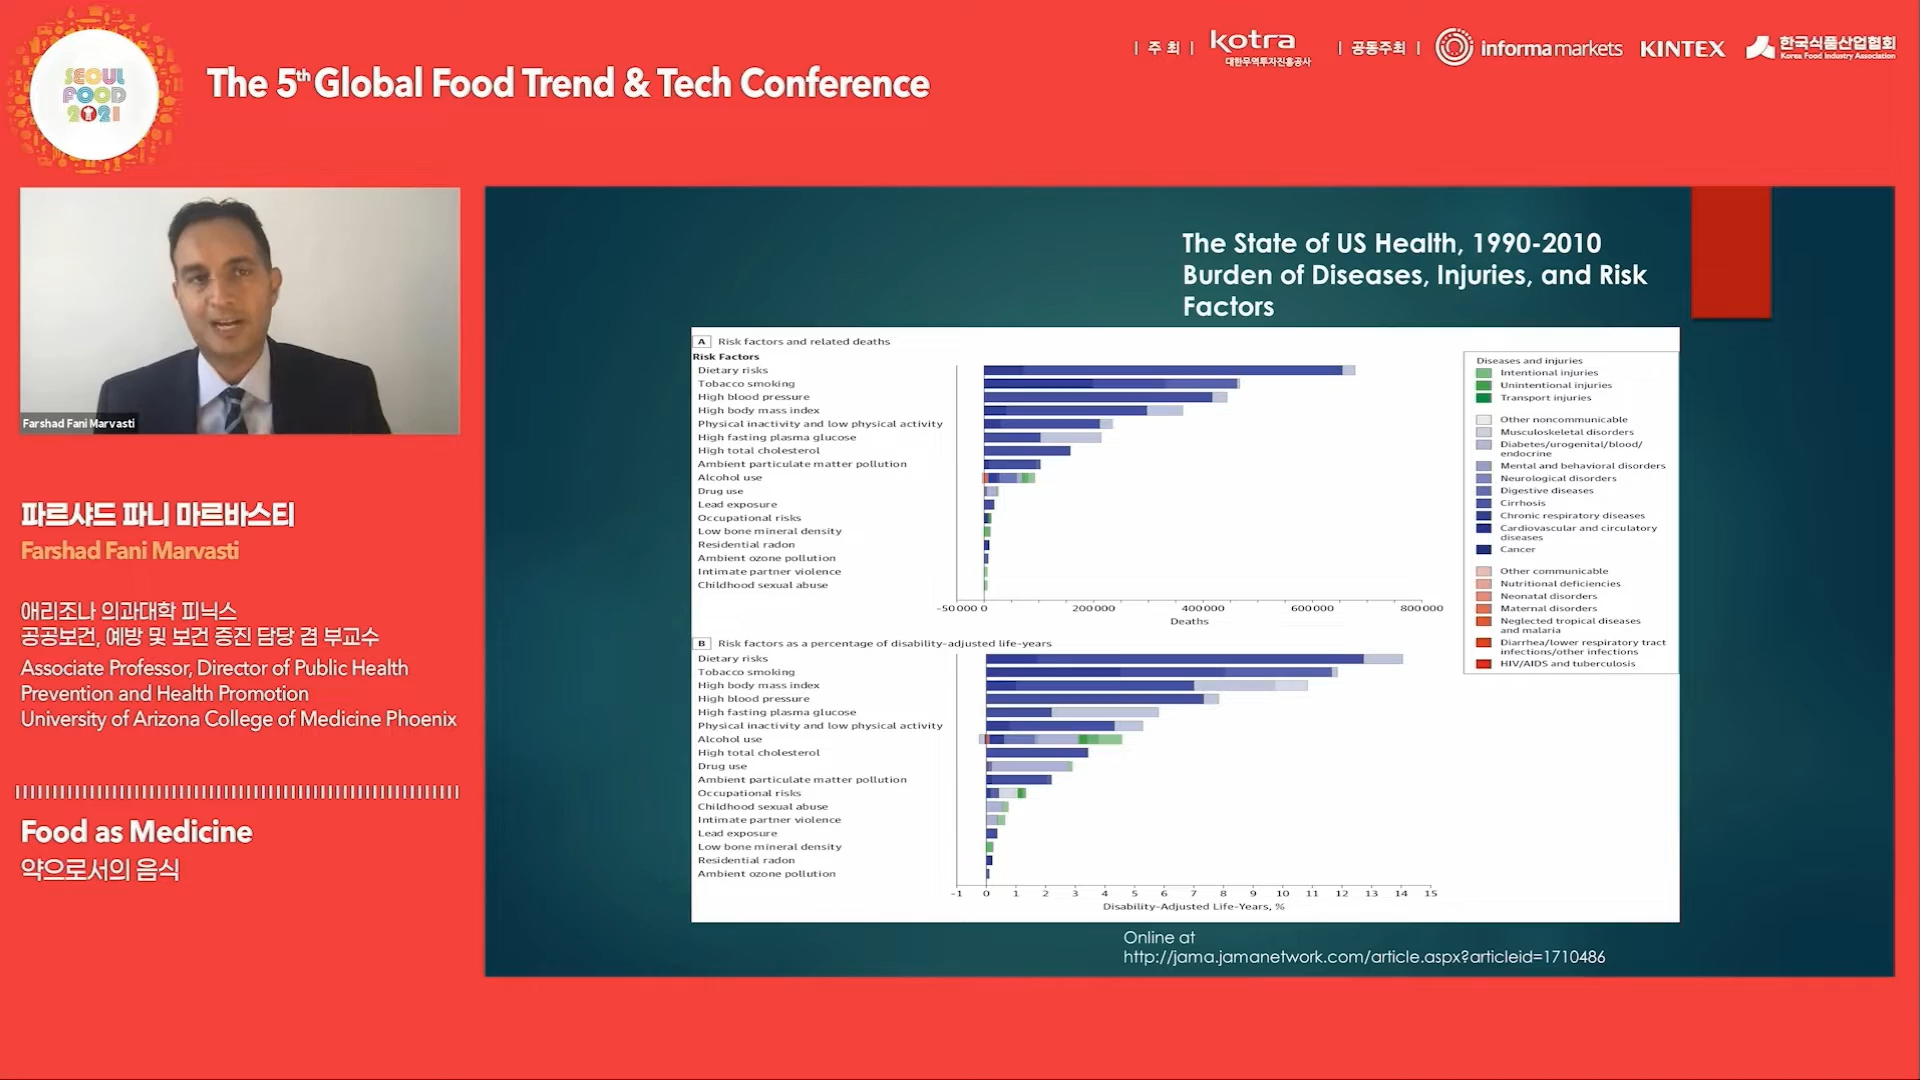 SEOUL
FOOD
2021
The 5th Global Food Trend & Tech Conference
| 주 최 |
kotra
대한무역투자진흥공사
| 공동주최 |
informa markets
KINTEX
한국식품산업협회
Korea Food Industry Association
Farshad Fani Marvasti
파르샤드 파니 마르바스티
Farshad Fani Marvasti
애리조나 의과대학 피닉스
공공보건, 예방 및 보건 증진 담당 겸 부교수
Associate Professor, Director of Public Health
Prevention and Health Promotion
University of Arizona College of Medicine Phoenix
Food as Medicine
약으로서의 음식
The State of US Health, 1990-2010
Burden of Diseases, Injuries, and Risk
Factors
A Risk factors and related deaths
Risk Factors
Dietary risks
Tobacco smoking
High blood pressure
High body mass index
Physical inactivity and low physical activity
High fasting plasma glucose
High total cholesterol
Ambient particulate matter pollution
Alcohol use
Drug use
Lead exposure
Occupational risks
Low bone mineral density
Residential radon
Ambient ozone pollution
Intimate partner violence
Childhood sexual abuse
-50 000 0 200 000 400 000 600 000 800 000
Deaths
B Risk factors as a percentage of disability-adjusted life-years
Dietary risks
Tobacco smoking
High body mass index
High blood pressure
High fasting plasma glucose
Physical inactivity and low physical activity
Alcohol use
High total cholesterol
Drug use
Ambient particulate matter pollution
Occupational risks
Childhood sexual abuse
Intimate partner violence
Lead exposure
Low bone mineral density
Residential radon
Ambient ozone pollution
-1 0 1 2 3 4 5 6 7 8 9 10 11 12 13 14 15
Disability-Adjusted Life-Years, %
Diseases and injuries
Intentional injuries
Unintentional injuries
Transport injuries
Other noncommunicable
Musculoskeletal disorders
Diabetes/urogenital/blood/
endocrine
Mental and behavioral disorders
Neurological disorders
Digestive diseases
Cirrhosis
Chronic respiratory diseases
Cardiovascular and circulatory
diseases
Cancer
Other communicable
Nutritional deficiencies
Neonatal disorders
Maternal disorders
Neglected tropical diseases
and malaria
Diarrhea/lower respiratory tract
infections/other infections
HIV/AIDS and tuberculosis
Online at
http://jama.jamanetwork.com/article.aspx?articleid=1710486